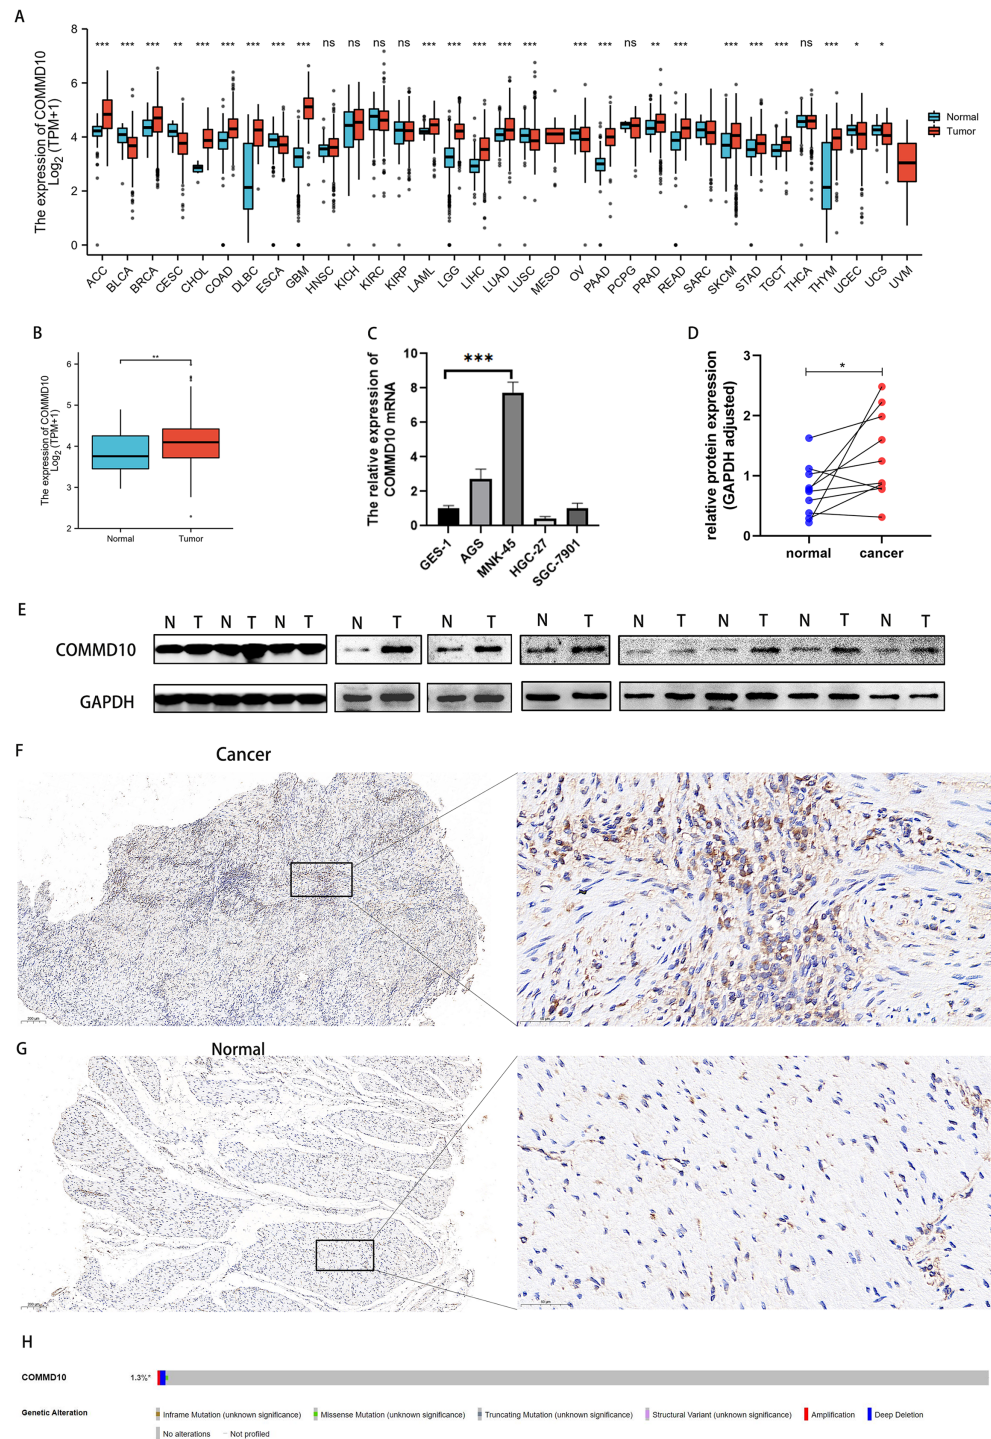 A
The expression of COMMD10
Log2 (TPM+1)
8
6
4
2
0
*** *** *** ** *** *** *** *** *** ns ns ns ns *** *** *** *** *** ** *** ns ** *** *** *** *** ns *** * *
ACC BLCA BRCA CESC CHOL COAD DLBC ESCA GBM HNSC KICH KIRC KIRP LAML LGG LIHC LUAD LUSC MESO OV PAAD PCPG PRAD READ SARC SKCM STAD TGCT THCA THYM UCEC UCS UVM
Normal
Tumor
B
The expression of COMMD10
Log2 (TPM+1)
6
5
4
3
2
**
Normal Tumor
C
The relative expression of
COMMD10 mRNA
10
8
6
4
2
0
***
GES-1 AGS MNK-45 HGC-27 SGC-7901
D
relative protein expression
(GAPDH adjusted)
3
2
1
0
*
normal cancer
E
N T N T N T N T N T N T N T N T N T N T
COMMD10
GAPDH
F
Cancer
G
Normal
H
COMMD10 1.3%*
Genetic Alteration Inframe Mutation (unknown significance) Missense Mutation (unknown significance) Truncating Mutation (unknown significance) Structural Variant (unknown significance) Amplification Deep Deletion
No alterations - Not profiled